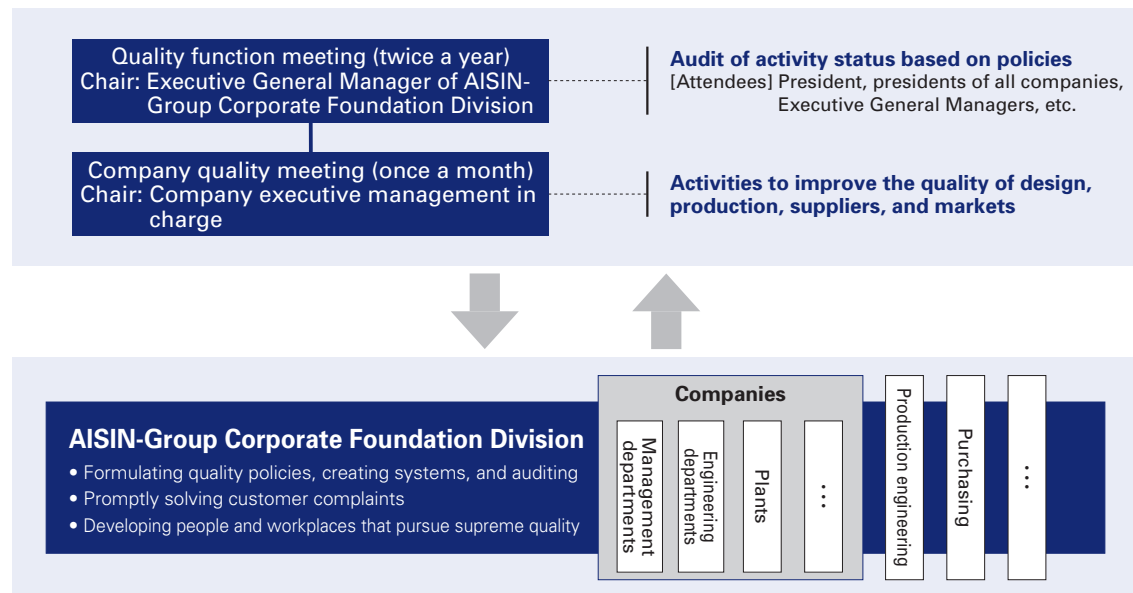 Quality function meeting (twice a year)
Chair: Executive General Manager of AISIN-
Group Corporate Foundation Division
Audit of activity status based on policies
[Attendees] President, presidents of all companies,
Executive General Managers, etc.
Company quality meeting (once a month)
Chair: Company executive management in
charge
Activities to improve the quality of design,
production, suppliers, and markets
AISIN-Group Corporate Foundation Division
• Formulating quality policies, creating systems, and auditing
• Promptly solving customer complaints
• Developing people and workplaces that pursue supreme quality
Companies
Management
departments
Engineering
departments
Plants
…
Production engineering
Purchasing
…